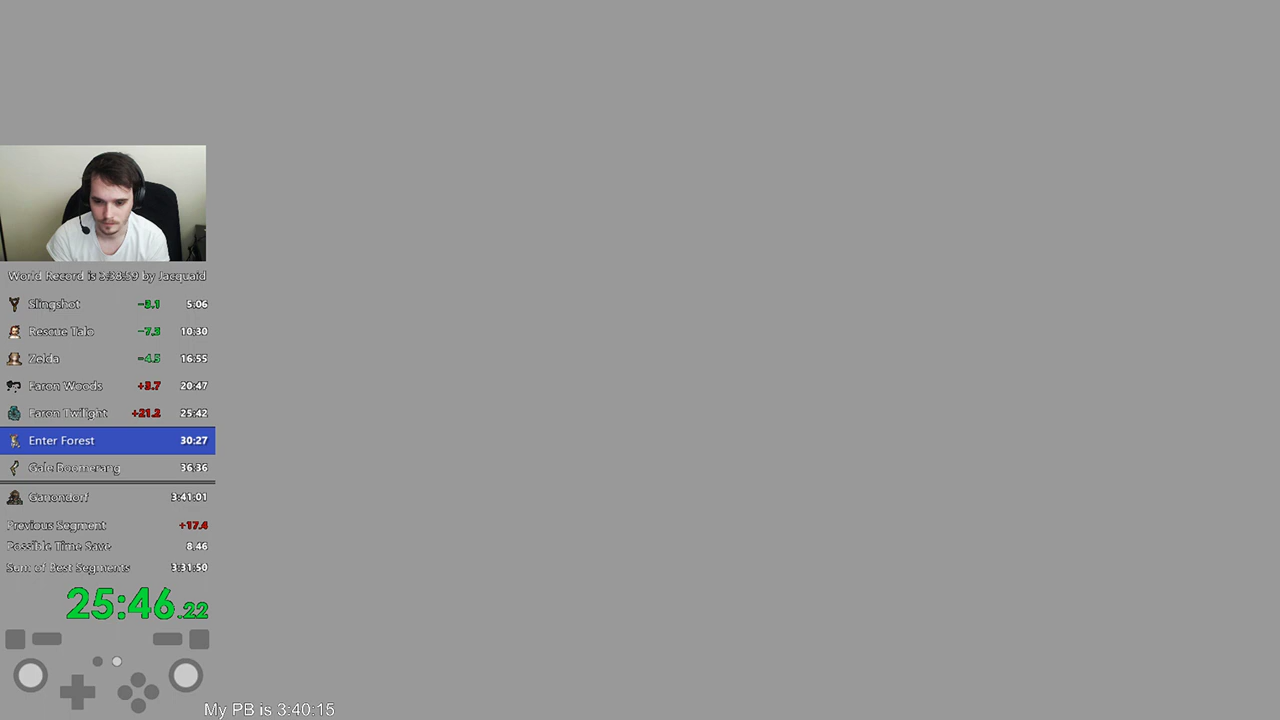 World Record is 3:38:59 by Jacquaid
Slingshot -3.1 5:06
Rescue Talo -7.3 10:30
Zelda -4.5 16:55
Faron Woods +3.7 20:47
Faron Twilight +21.2 25:42
Enter Forest 30:27
Gale Boomerang 36:36
Ganondorf 3:41:01
Previous Segment +17.4
Possible Time Save 8.46
Sum of Best Segments 3:31:50
25:46.22
My PB is 3:40:15